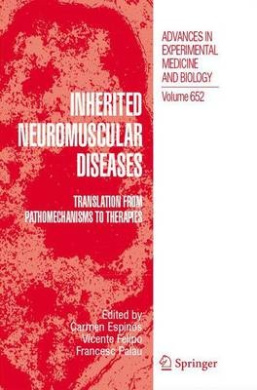 ADVANCES IN
EXPERIMENTAL
MEDICINE
AND BIOLOGY
Volume 652
INHERITED
NEUROMUSCULAR
DISEASES
TRANSLATION FROM
PATHOMECHANISMS TO THERAPIES
Edited by
Carmen Espinós
Vicente Felipo
Francesc Palau
Springer